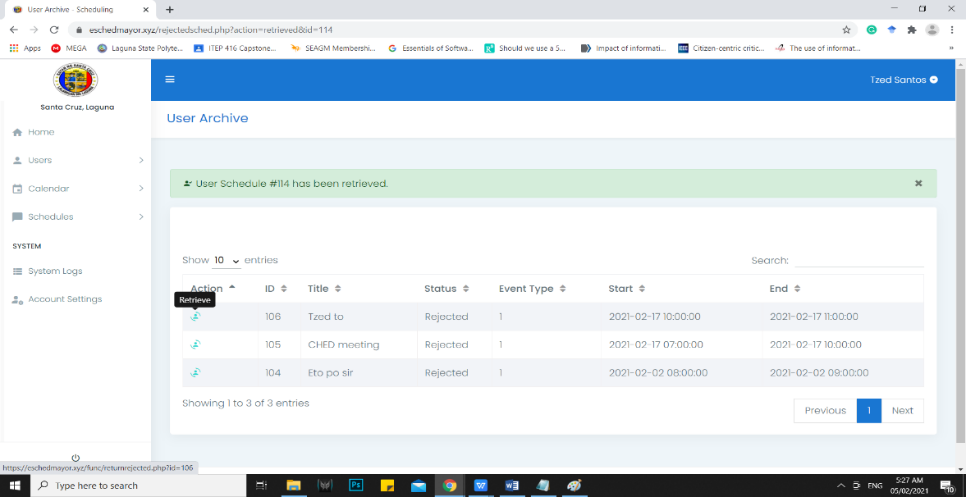 User Archive - Scheduling
eschedmayor.xyz/rejectedsched.php?action=retrieved&tid=114
Apps MEGA Laguna State Polyte... ITEP 416 Capstone... SEAGM Membershi... Essentials of Softwa... Should we use a 5... Impact of informati... Citizen-centric critic... The use of informat...
Santa Cruz, Laguna
Tzed Santos
Home
User Archive
Users
Calendar
User Schedule #114 has been retrieved.
Schedules
SYSTEM
Show 10 entries
Search:
System Logs
Action ID Title Status Event Type Start End
Account Settings
Retrieve
106 Tzed to Rejected 1 2021-02-17 10:00:00 2021-02-17 11:00:00
105 CHED meeting Rejected 1 2021-02-17 07:00:00 2021-02-17 10:00:00
104 Eto po sir Rejected 1 2021-02-02 08:00:00 2021-02-02 09:00:00
Showing 1 to 3 of 3 entries
Previous 1 Next
https://eschedmayor.xyz/func/returnrejected.php?id=106
Type here to search
ENG
5:27 AM
05/02/2021